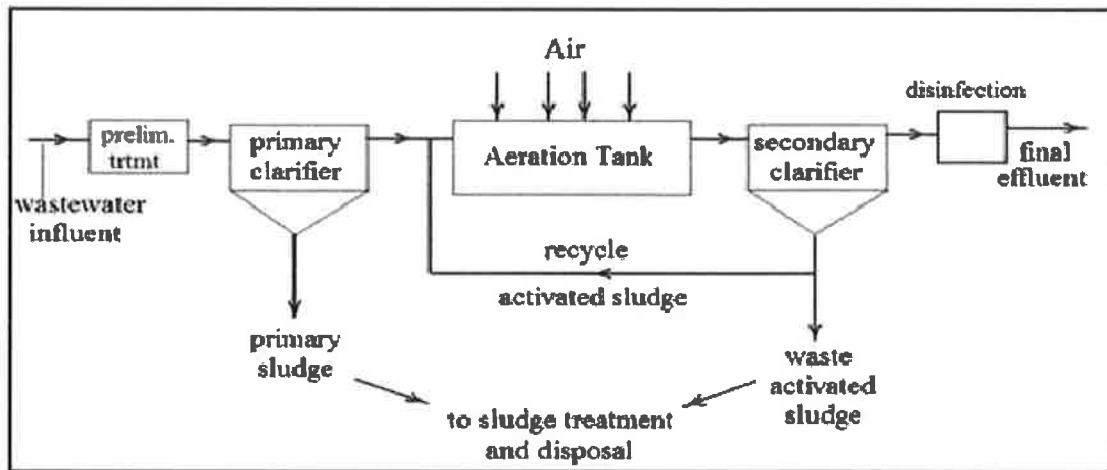 Air
disinfection
prelim.
trtmt
primary
clarifier
Aeration Tank
secondary
clarifier
final
effluent
wastewater
influent
recycle
activated sludge
primary
sludge
waste
activated
sludge
to sludge treatment
and disposal